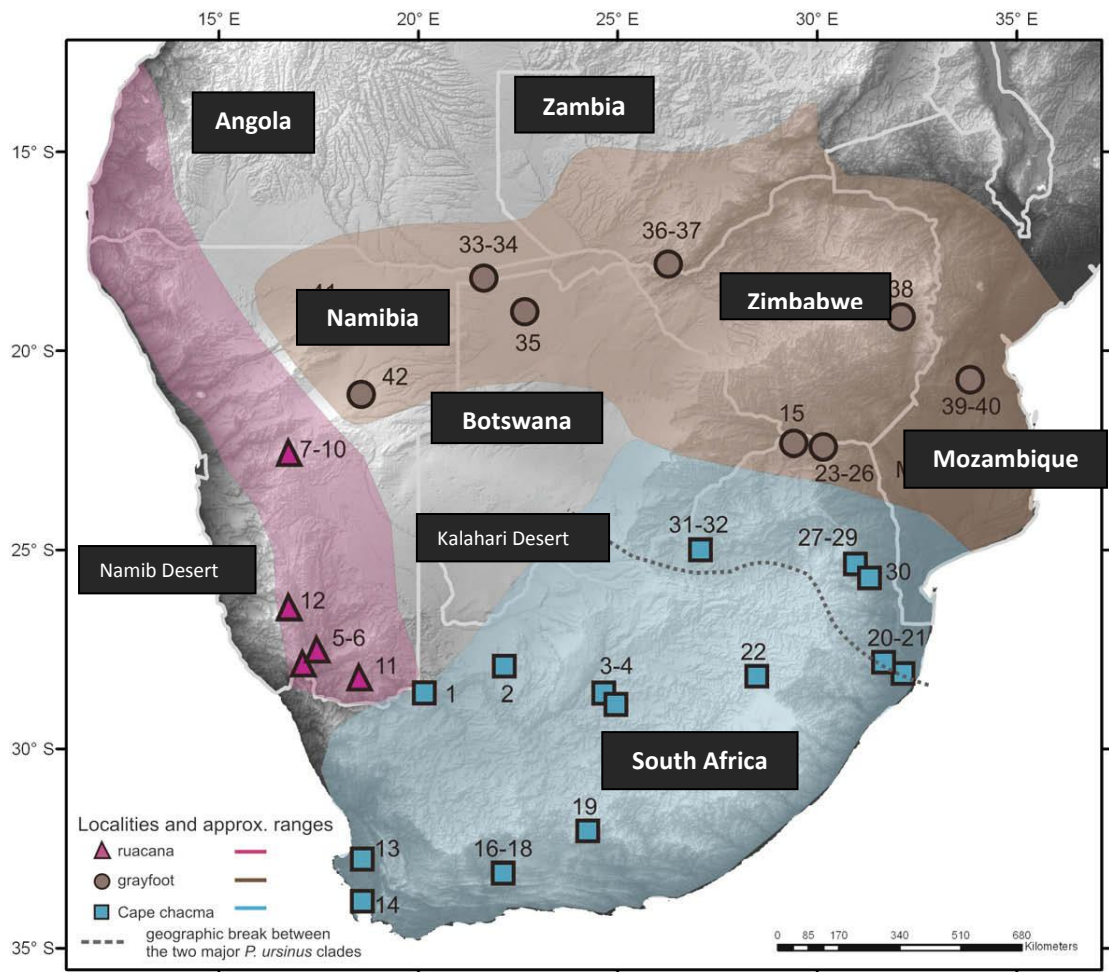 15° E 20° E 25° E 30° E 35° E
Angola
Zambia
15° S
36-37
33-34
Zimbabwe
38
Namibia
35
20° S
42
39-40
Botswana
15
7-10
23-26
M
Mozambique
31-32
27-29
Kalahari Desert
25° S
30
Namib Desert
12
5-6
20-21
22
3-4
11
1
2
30° S
South Africa
19
Localities and approx. ranges
ruacana
13
16-18
grayfoot
Cape chacma
14
geographic break between
the two major P. ursinus clades
0 85 170 340 510 680
Kilometers
35° S